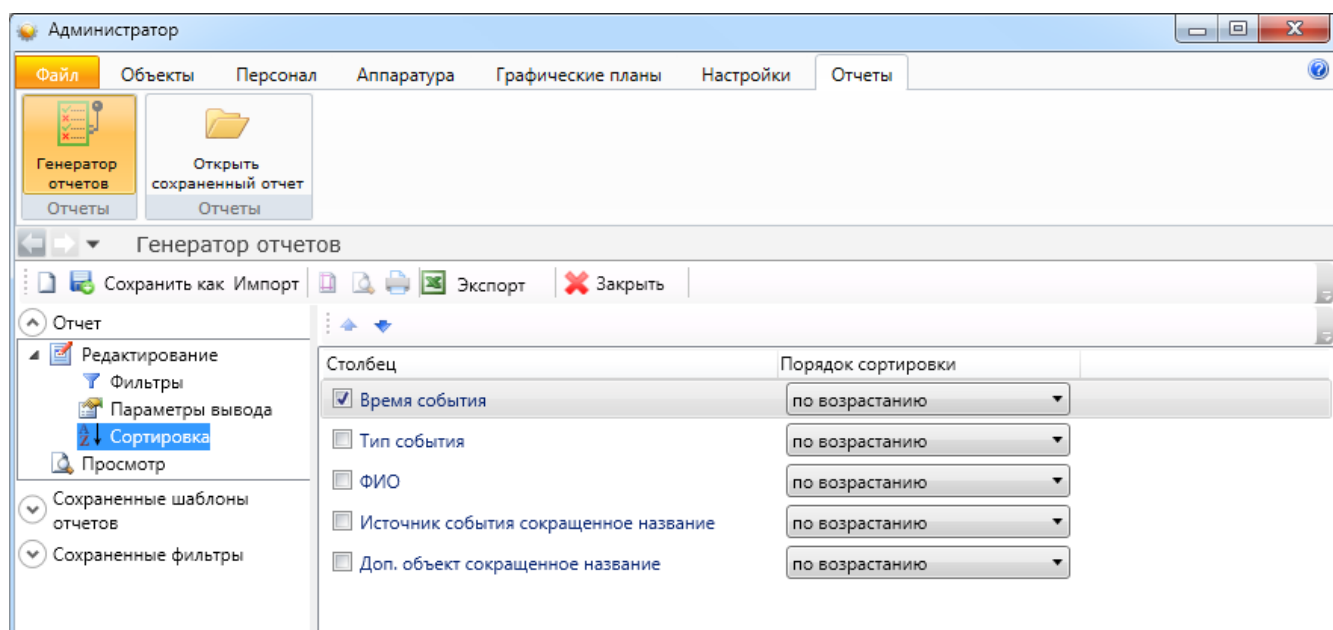 Администратор
Файл Объекты Персонал Аппаратура Графические планы Настройки Отчеты
Генератор отчетов
Открыть сохраненный отчет
Отчеты Отчеты
Генератор отчетов
Сохранить как Импорт Экспорт Закрыть
Отчет
Редактирование
Фильтры
Параметры вывода
Сортировка
Просмотр
Сохраненные шаблоны
отчетов
Сохраненные фильтры
Столбец Порядок сортировки
Время события по возрастанию
Тип события по возрастанию
ФИО по возрастанию
Источник события сокращенное название по возрастанию
Доп. объект сокращенное название по возрастанию